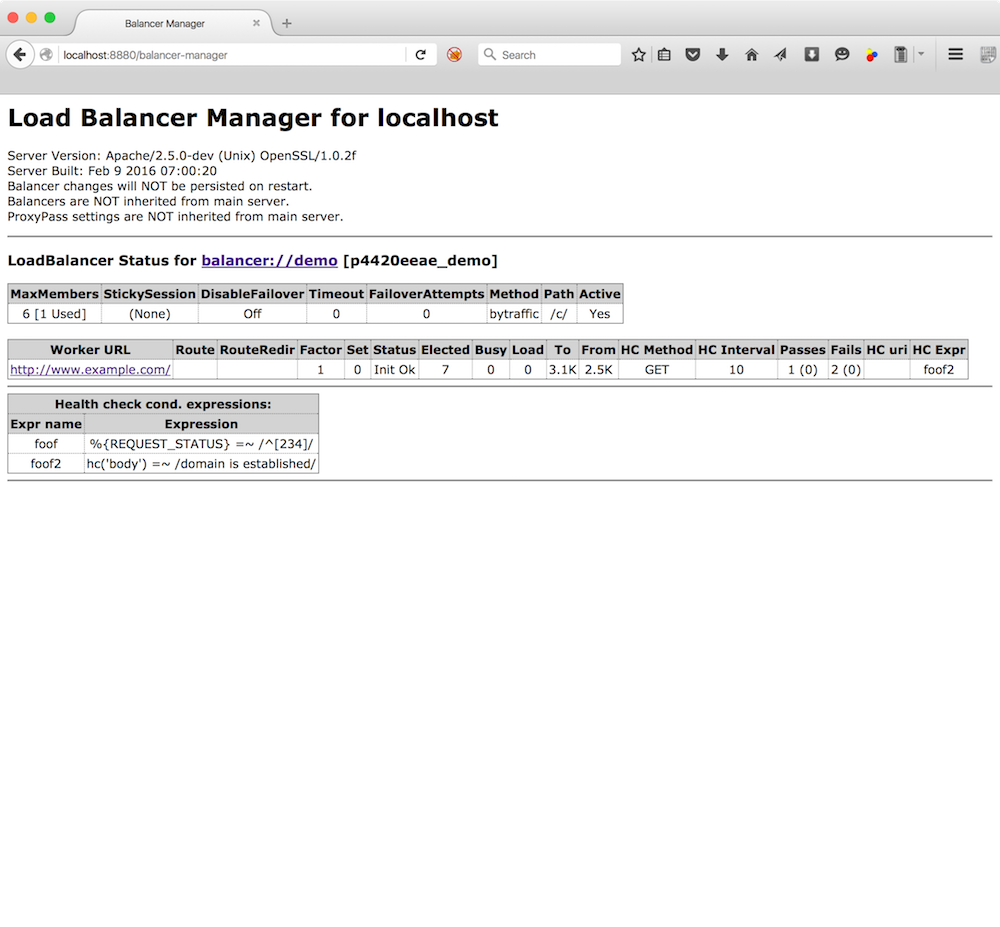 Balancer Manager
localhost:8880/balancer-manager
Search
Load Balancer Manager for localhost
Server Version: Apache/2.5.0-dev (Unix) OpenSSL/1.0.2f
Server Built: Feb 9 2016 07:00:20
Balancer changes will NOT be persisted on restart.
Balancers are NOT inherited from main server.
ProxyPass settings are NOT inherited from main server.
LoadBalancer Status for balancer://demo [p4420eeae_demo]
MaxMembers StickySession DisableFailover Timeout FailoverAttempts Method Path Active
6 [1 Used] (None) Off 0 0 bytraffic /c/ Yes
Worker URL Route RouteRedir Factor Set Status Elected Busy Load To From HC Method HC Interval Passes Fails HC uri HC Expr
http://www.example.com/ 1 0 Init Ok 7 0 0 3.1K 2.5K GET 10 1 (0) 2 (0) foof2
Health check cond. expressions:
Expr name Expression
foof %{REQUEST_STATUS} =~ /^[234]/
foof2 hc('body') =~ /domain is established/